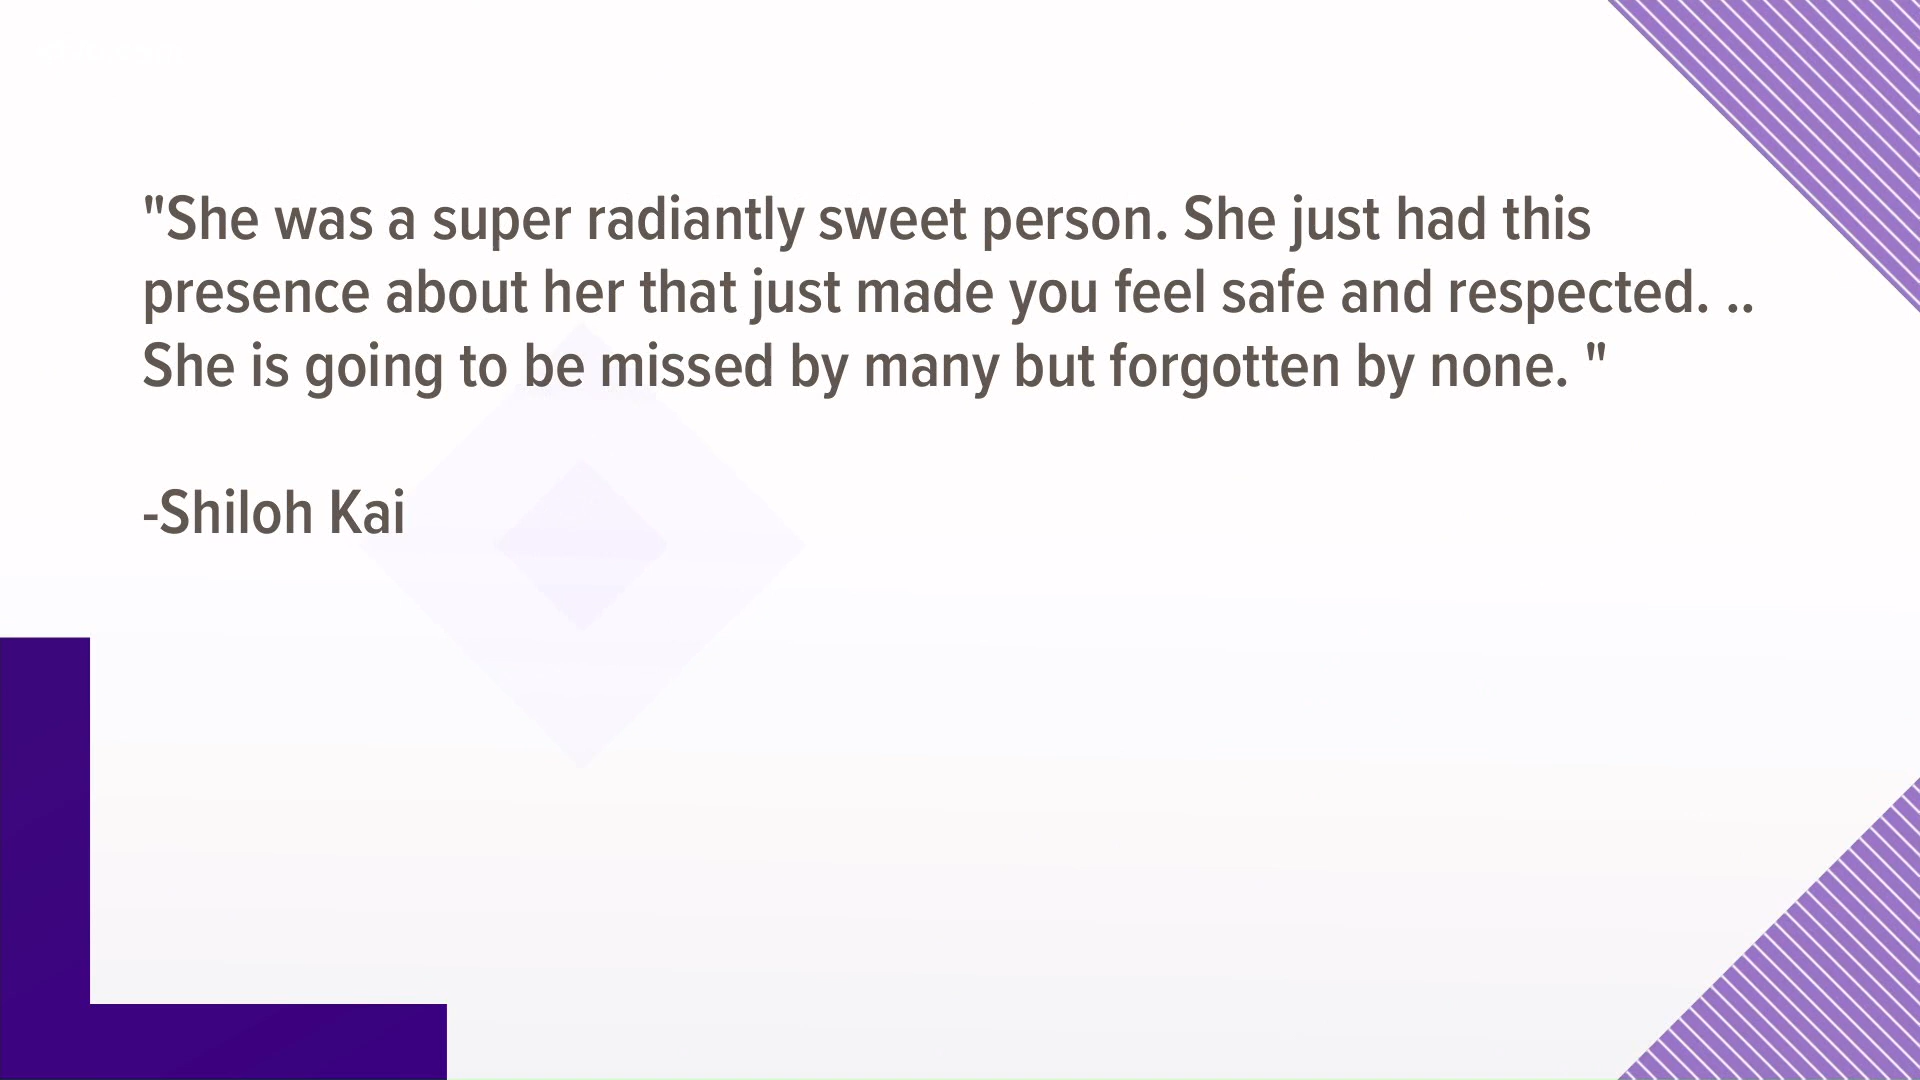 "She was a super radiantly sweet person. She just had this
presence about her that just made you feel safe and respected. ..
She is going to be missed by many but forgotten by none. "
-Shiloh Kai